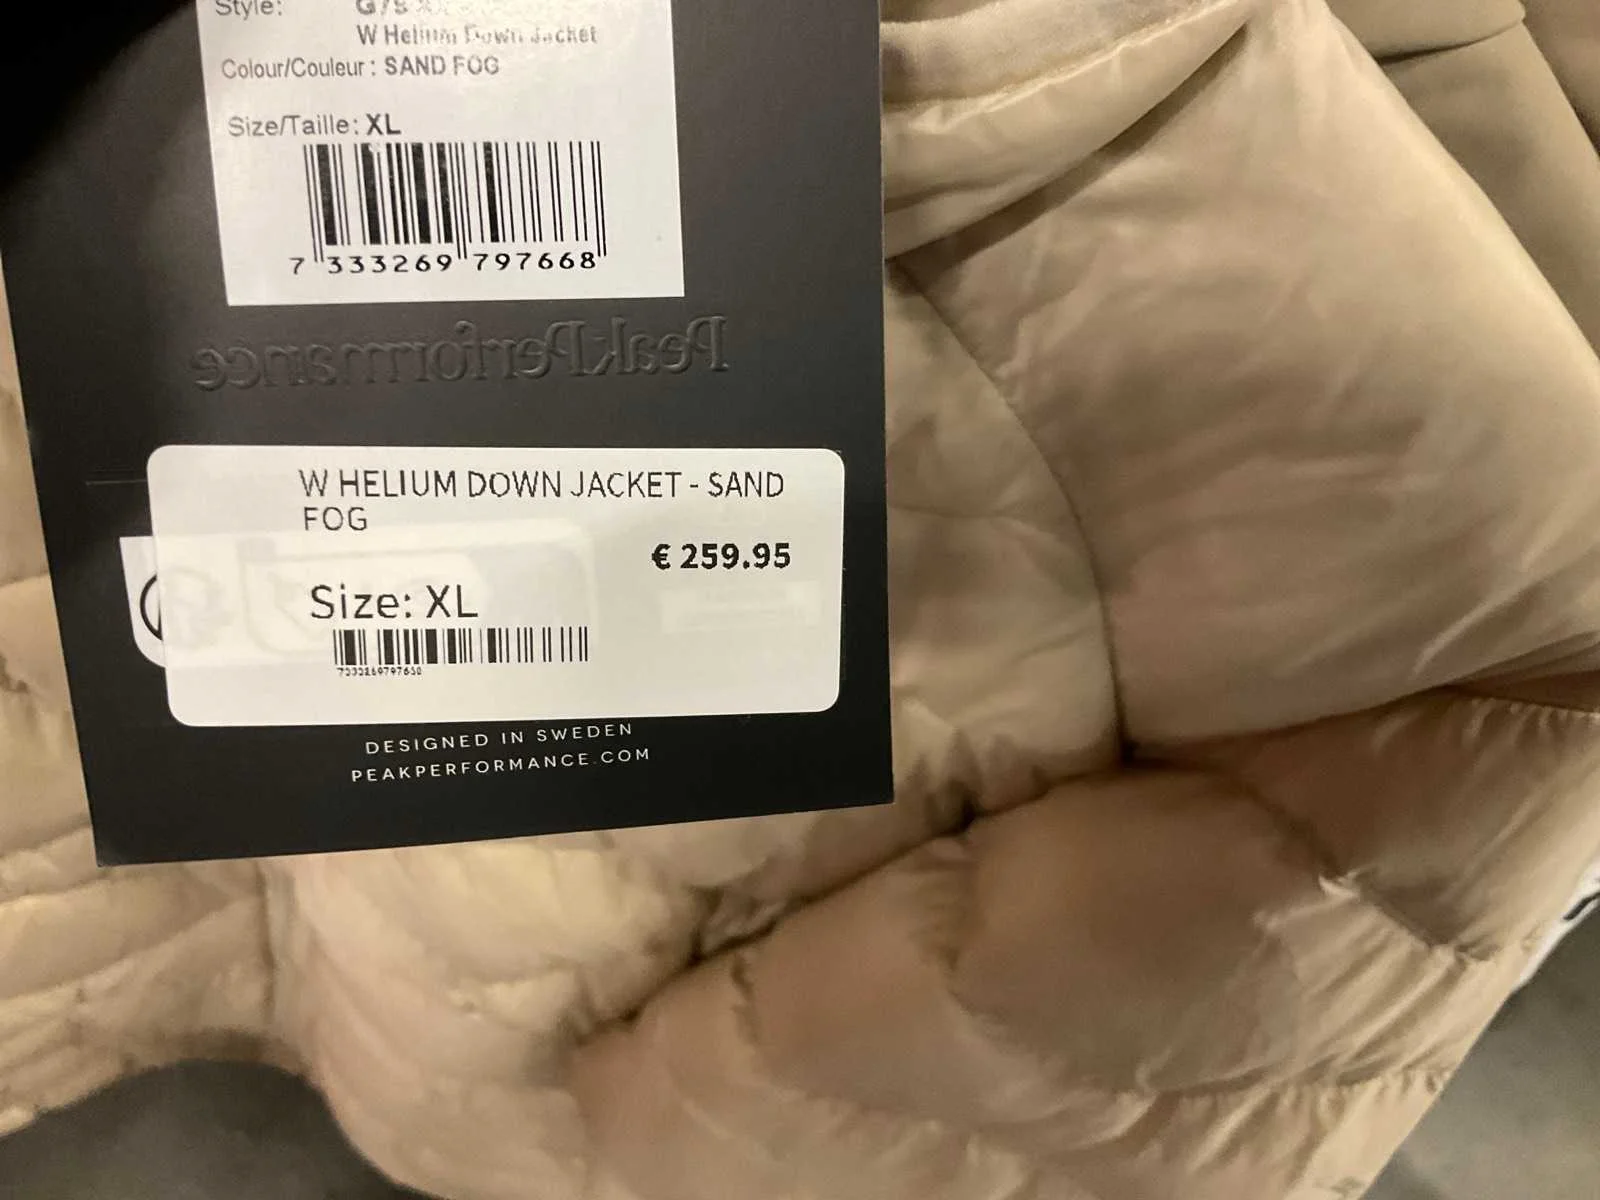 Style:
W Helium Down Jacket
Colour/Couleur : SAND FOG
Size/Taille: XL
7 333269 797668
PeakPerformance
W HELIUM DOWN JACKET - SAND
FOG
€ 259.95
Size: XL
DESIGNED IN SWEDEN
PEAKPERFORMANCE.COM